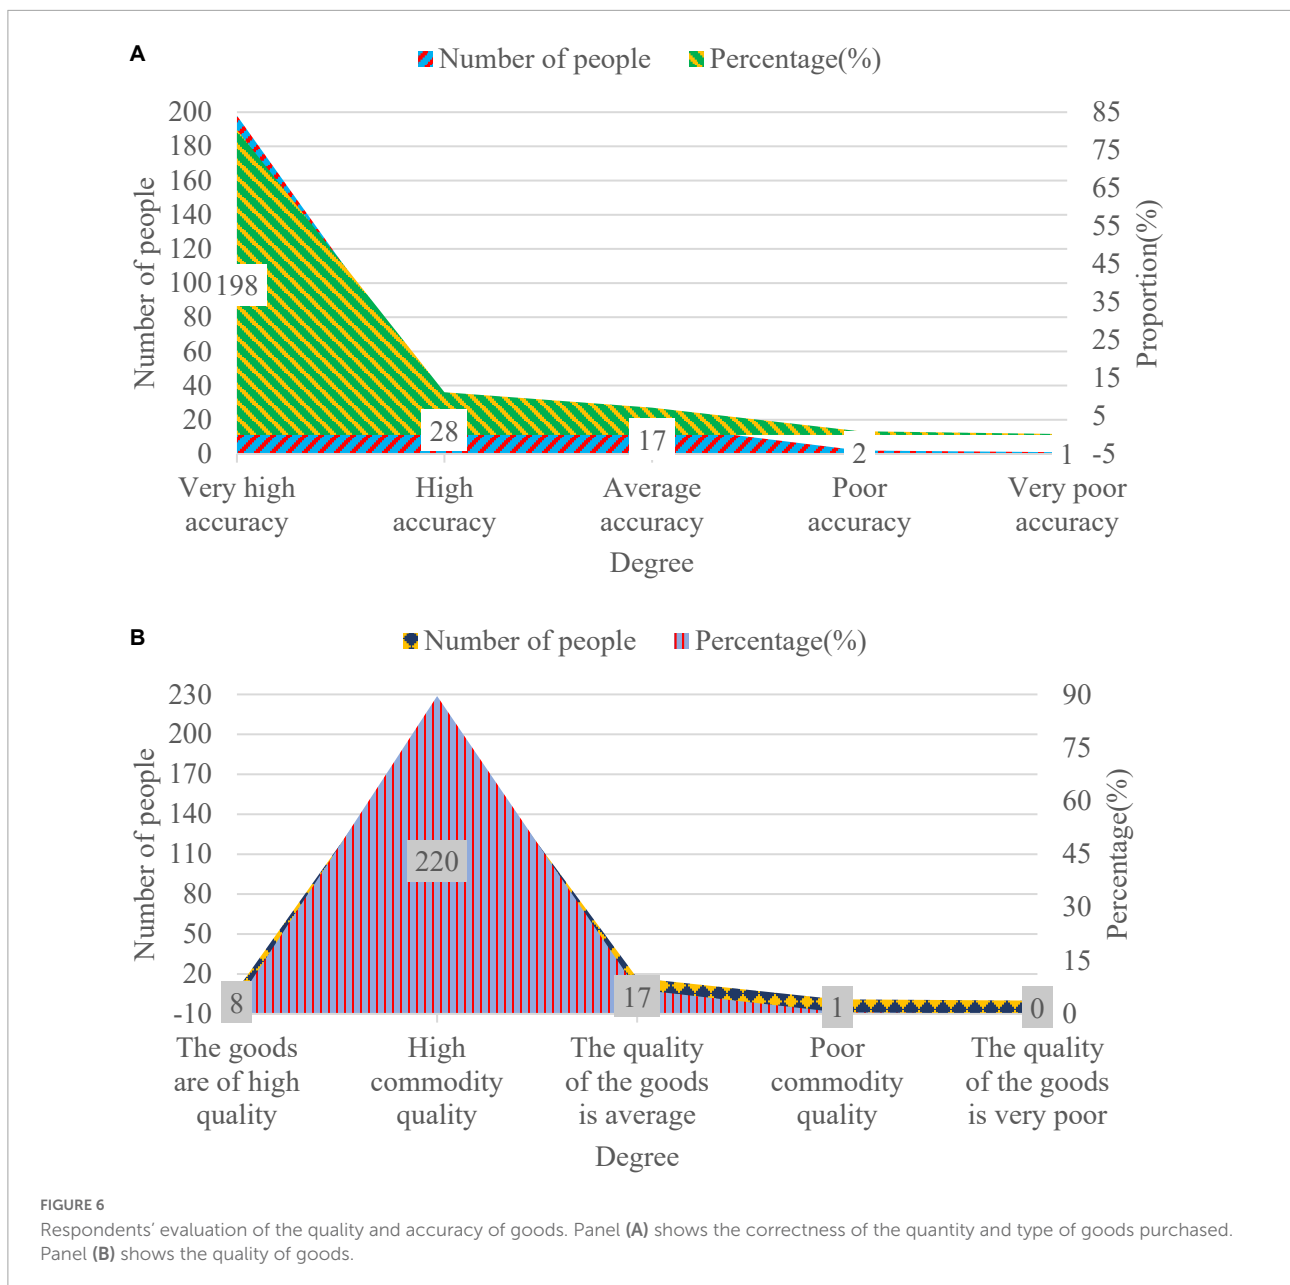 A
Number of people Percentage(%)
200 85
180 75
160 65
140 55
120 45
100 35
80 25
60 15
40 5
20 -5
0
Number of people
Proportion(%)
198
28
17
2
1
Very high accuracy
High accuracy
Average accuracy
Poor accuracy
Very poor accuracy
Degree
B
Number of people Percentage(%)
230 90
200 75
170 60
140 45
110 30
80 15
50 0
20
-10
Number of people
Percentage(%)
8
220
17
1
0
The goods are of high quality
High commodity quality
The quality of the goods is average
Poor commodity quality
The quality of the goods is very poor
Degree
FIGURE 6
Respondents’ evaluation of the quality and accuracy of goods. Panel (A) shows the correctness of the quantity and type of goods purchased.
Panel (B) shows the quality of goods.